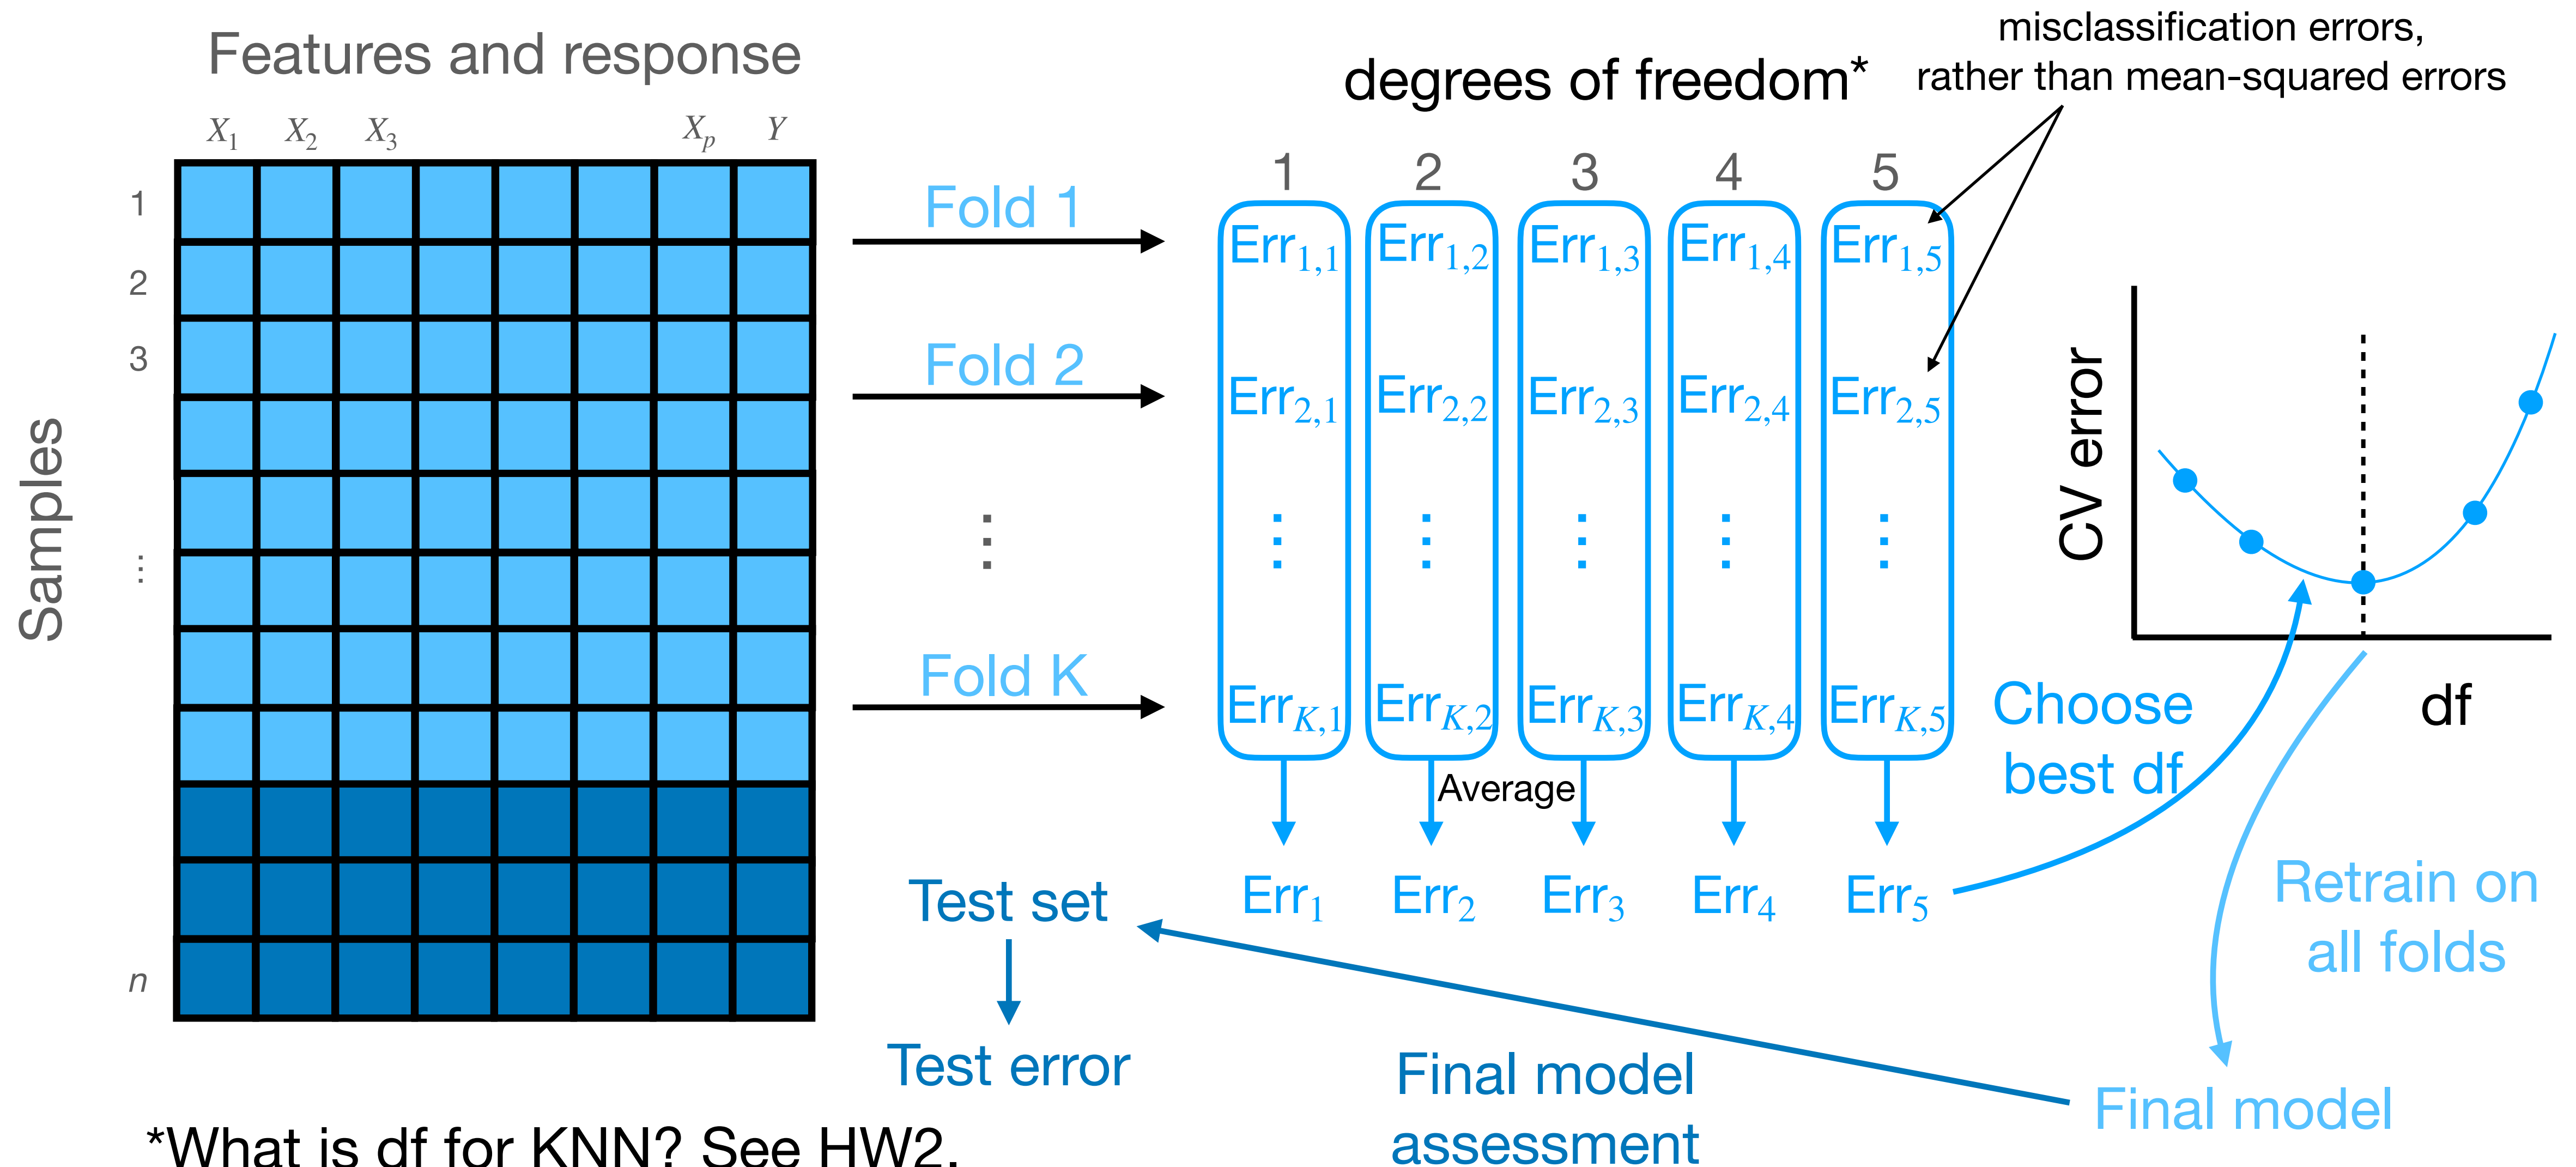 Features and response
X1 X2 X3 Xp Y
Samples
1
2
3
⋮
n
Fold 1
Fold 2
⋮
Fold K
degrees of freedom*
misclassification errors,
rather than mean-squared errors
1 2 3 4 5
Err1,1 Err1,2 Err1,3 Err1,4 Err1,5
Err2,1 Err2,2 Err2,3 Err2,4 Err2,5
⋮ ⋮ ⋮ ⋮ ⋮
ErrK,1 ErrK,2 ErrK,3 ErrK,4 ErrK,5
Average
Err1 Err2 Err3 Err4 Err5
CV error
df
Choose
best df
Retrain on
all folds
Final model
Final model
assessment
Test set
Test error
*What is df for KNN? See HW2.